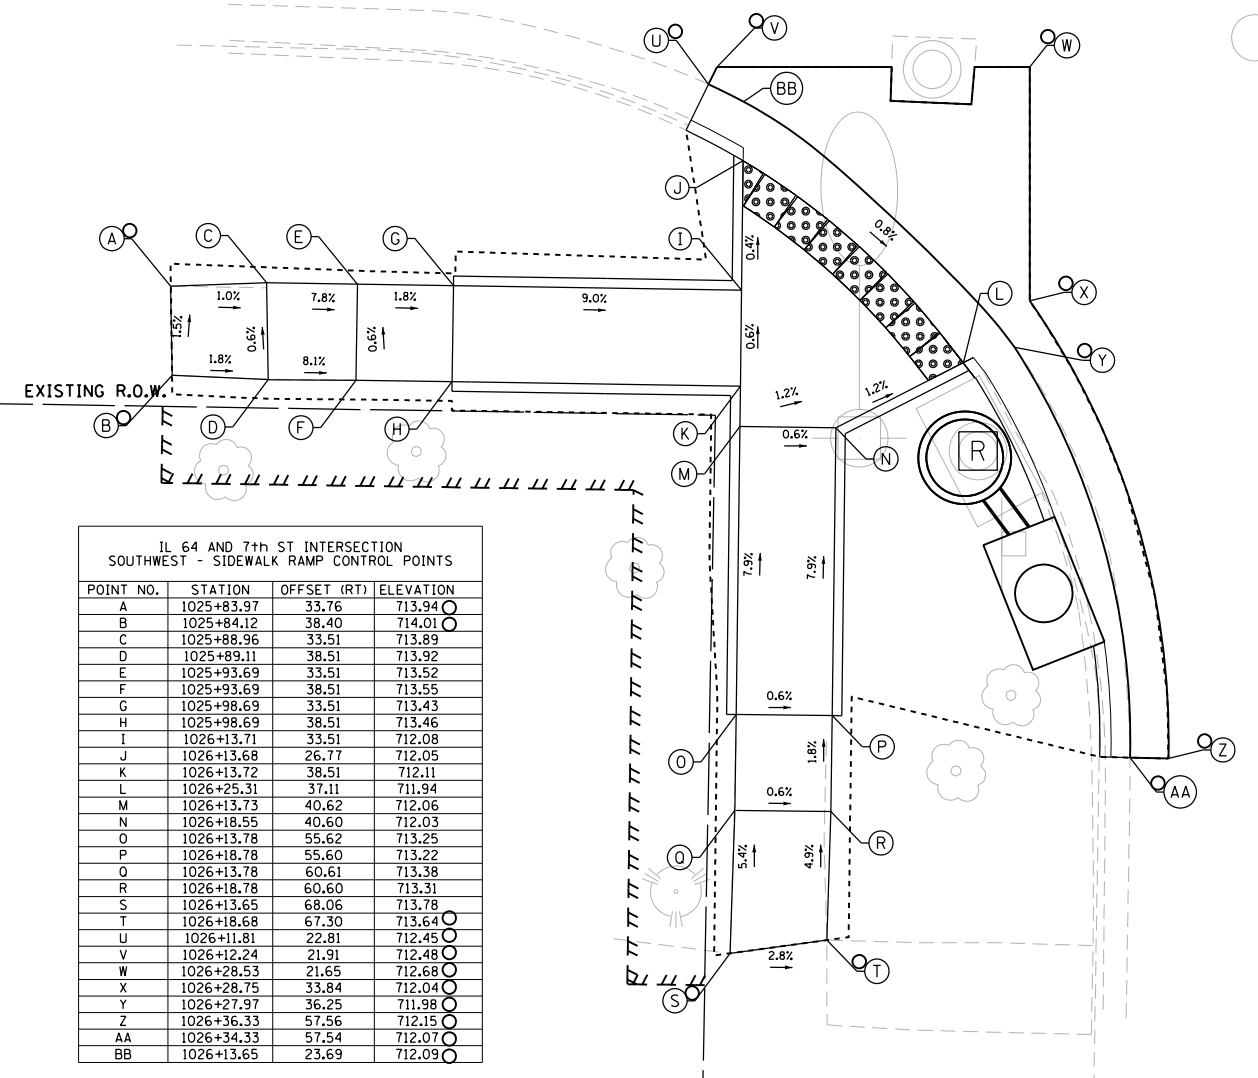 V
U
W
BB
J
A
C
E
G
I
0.8%
0.4%
L
X
Y
1.0%
7.8%
1.8%
9.0%
1.5%
0.6%
0.6%
0.6%
1.8%
8.1%
EXISTING R.O.W.
B
D
F
H
K
M
1.2%
1.2%
0.6%
N
R
7.9%
7.9%
0.6%
O
P
1.8%
0.6%
Q
R
5.4%
4.9%
2.8%
S
T
Z
AA
IL 64 AND 7th ST INTERSECTION
SOUTHWEST - SIDEWALK RAMP CONTROL POINTS
POINT NO. STATION OFFSET (RT) ELEVATION
A 1025+83.97 33.76 713.94
B 1025+84.12 38.40 714.01
C 1025+88.96 33.51 713.89
D 1025+89.11 38.51 713.92
E 1025+93.69 33.51 713.52
F 1025+93.69 38.51 713.55
G 1025+98.69 33.51 713.43
H 1025+98.69 38.51 713.46
I 1026+13.71 33.51 712.08
J 1026+13.68 26.77 712.05
K 1026+13.72 38.51 712.11
L 1026+25.31 37.11 711.94
M 1026+13.73 40.62 712.06
N 1026+18.55 40.60 712.03
O 1026+13.78 55.62 713.25
P 1026+18.78 55.60 713.22
Q 1026+13.78 60.61 713.38
R 1026+18.78 60.60 713.31
S 1026+13.65 68.06 713.78
T 1026+18.68 67.30 713.64
U 1026+11.81 22.81 712.45
V 1026+12.24 21.91 712.48
W 1026+28.53 21.65 712.68
X 1026+28.75 33.84 712.04
Y 1026+27.97 36.25 711.98
Z 1026+36.33 57.56 712.15
AA 1026+34.33 57.54 712.07
BB 1026+13.65 23.69 712.09